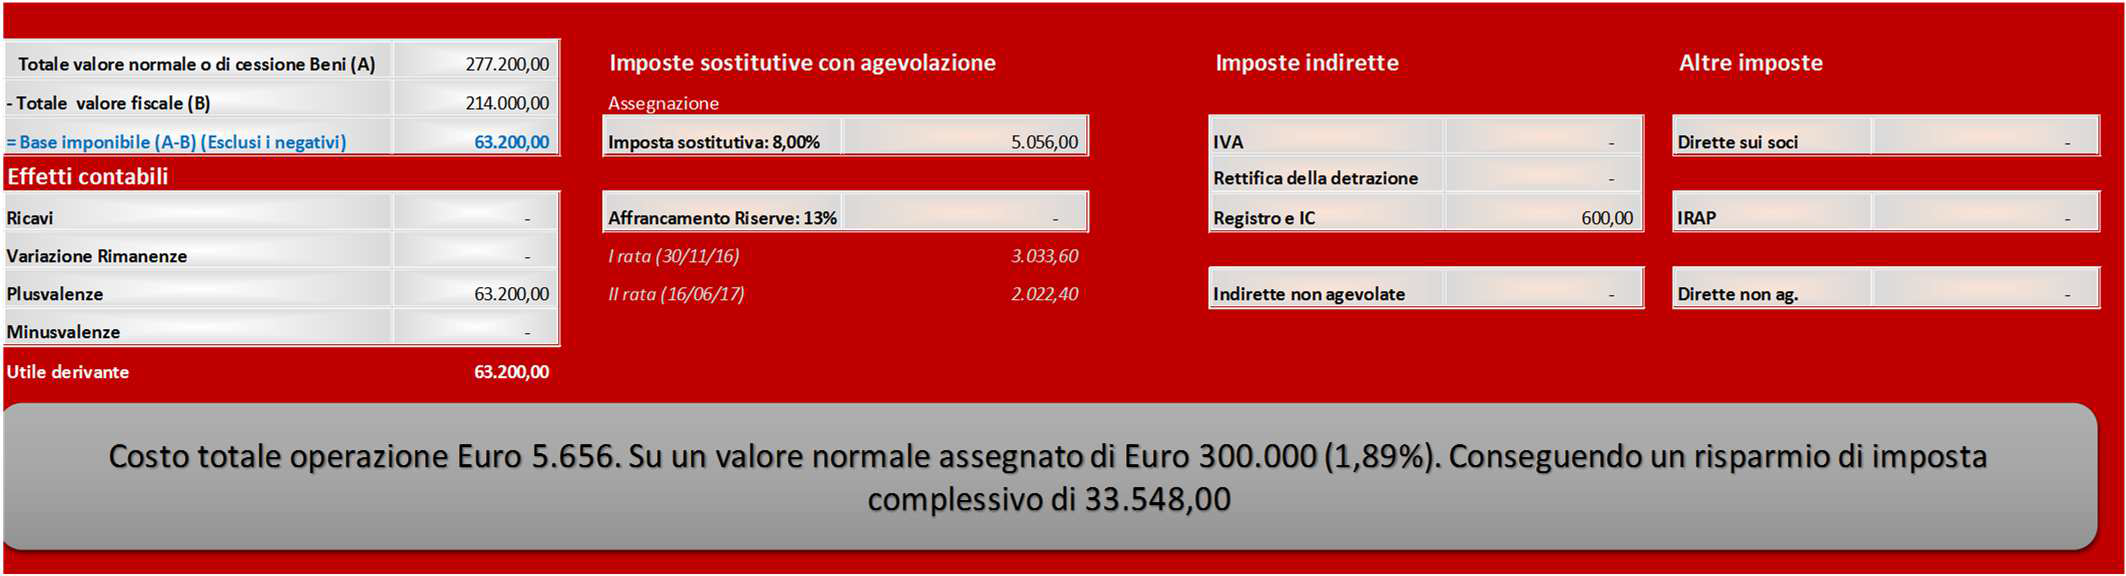 Totale valore normale o di cessione Beni (A) 277.200,00
- Totale valore fiscale (B) 214.000,00
= Base imponibile (A-B) (Esclusi i negativi) 63.200,00
Effetti contabili
Ricavi -
Variazione Rimanenze -
Plusvalenze 63.200,00
Minusvalenze -
Utile derivante 63.200,00
Imposte sostitutive con agevolazione
Assegnazione
Imposta sostitutiva: 8,00% 5.056,00
Affrancamento Riserve: 13% -
I rata (30/11/16) 3.033,60
II rata (16/06/17) 2.022,40
Imposte indirette
IVA -
Rettifica della detrazione -
Registro e IC 600,00
Indirette non agevolate -
Altre imposte
Dirette sui soci -
IRAP -
Dirette non ag. -
Costo totale operazione Euro 5.656. Su un valore normale assegnato di Euro 300.000 (1,89%). Conseguendo un risparmio di imposta
complessivo di 33.548,00